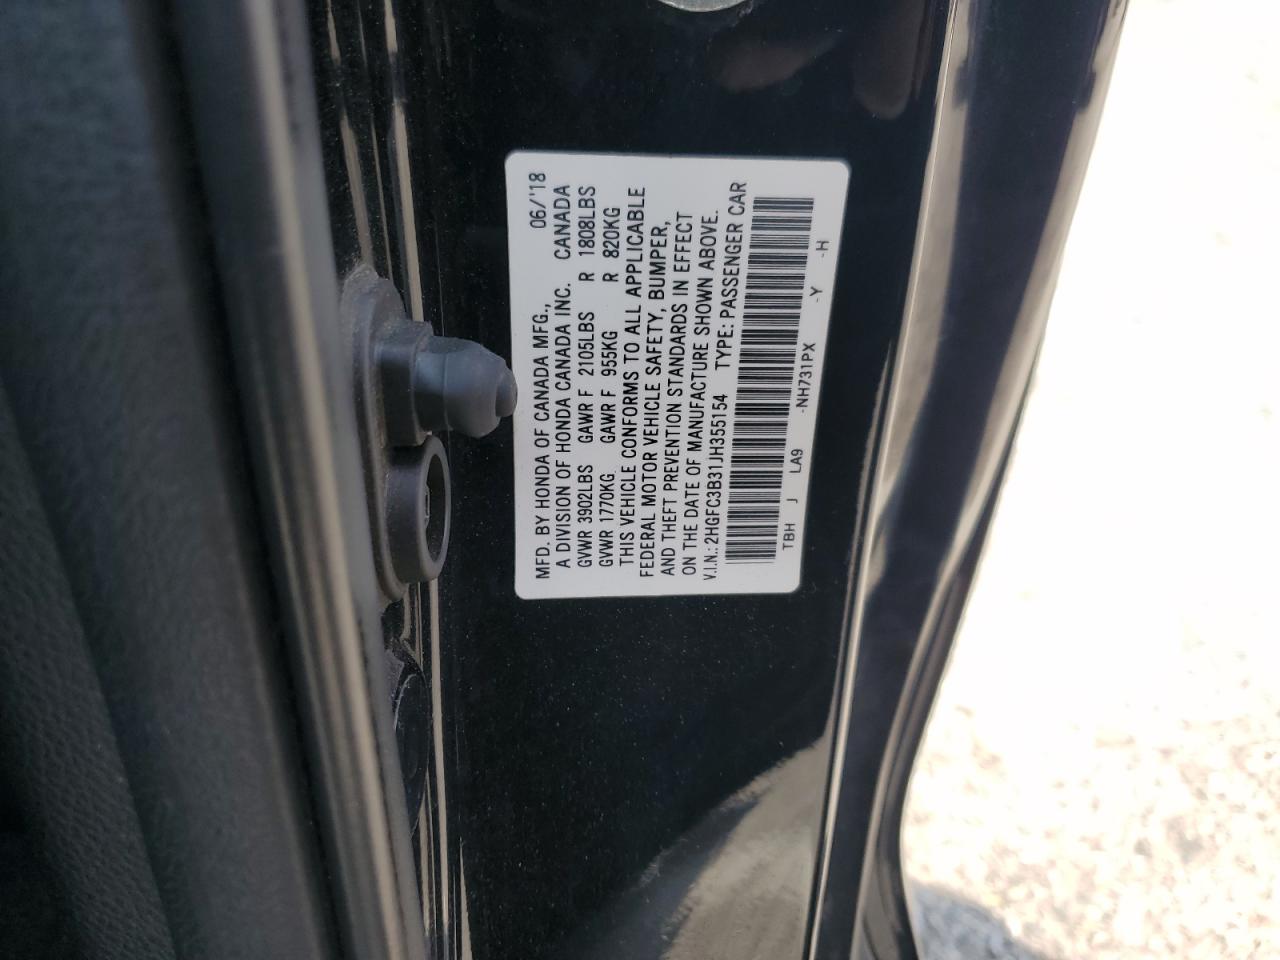 MFD. BY HONDA OF CANADA MFG., 06/'18
A DIVISION OF HONDA CANADA INC. CANADA
GVWR 3902LBS GAWR F 2105LBS R 1808LBS
GVWR 1770KG GAWR F 955KG R 820KG
THIS VEHICLE CONFORMS TO ALL APPLICABLE
FEDERAL MOTOR VEHICLE SAFETY, BUMPER,
AND THEFT PREVENTION STANDARDS IN EFFECT
ON THE DATE OF MANUFACTURE SHOWN ABOVE.
V.I.N.: 2HGFC3B31JH355154 TYPE: PASSENGER CAR
TBH J LA9 -NH731PX -Y -H